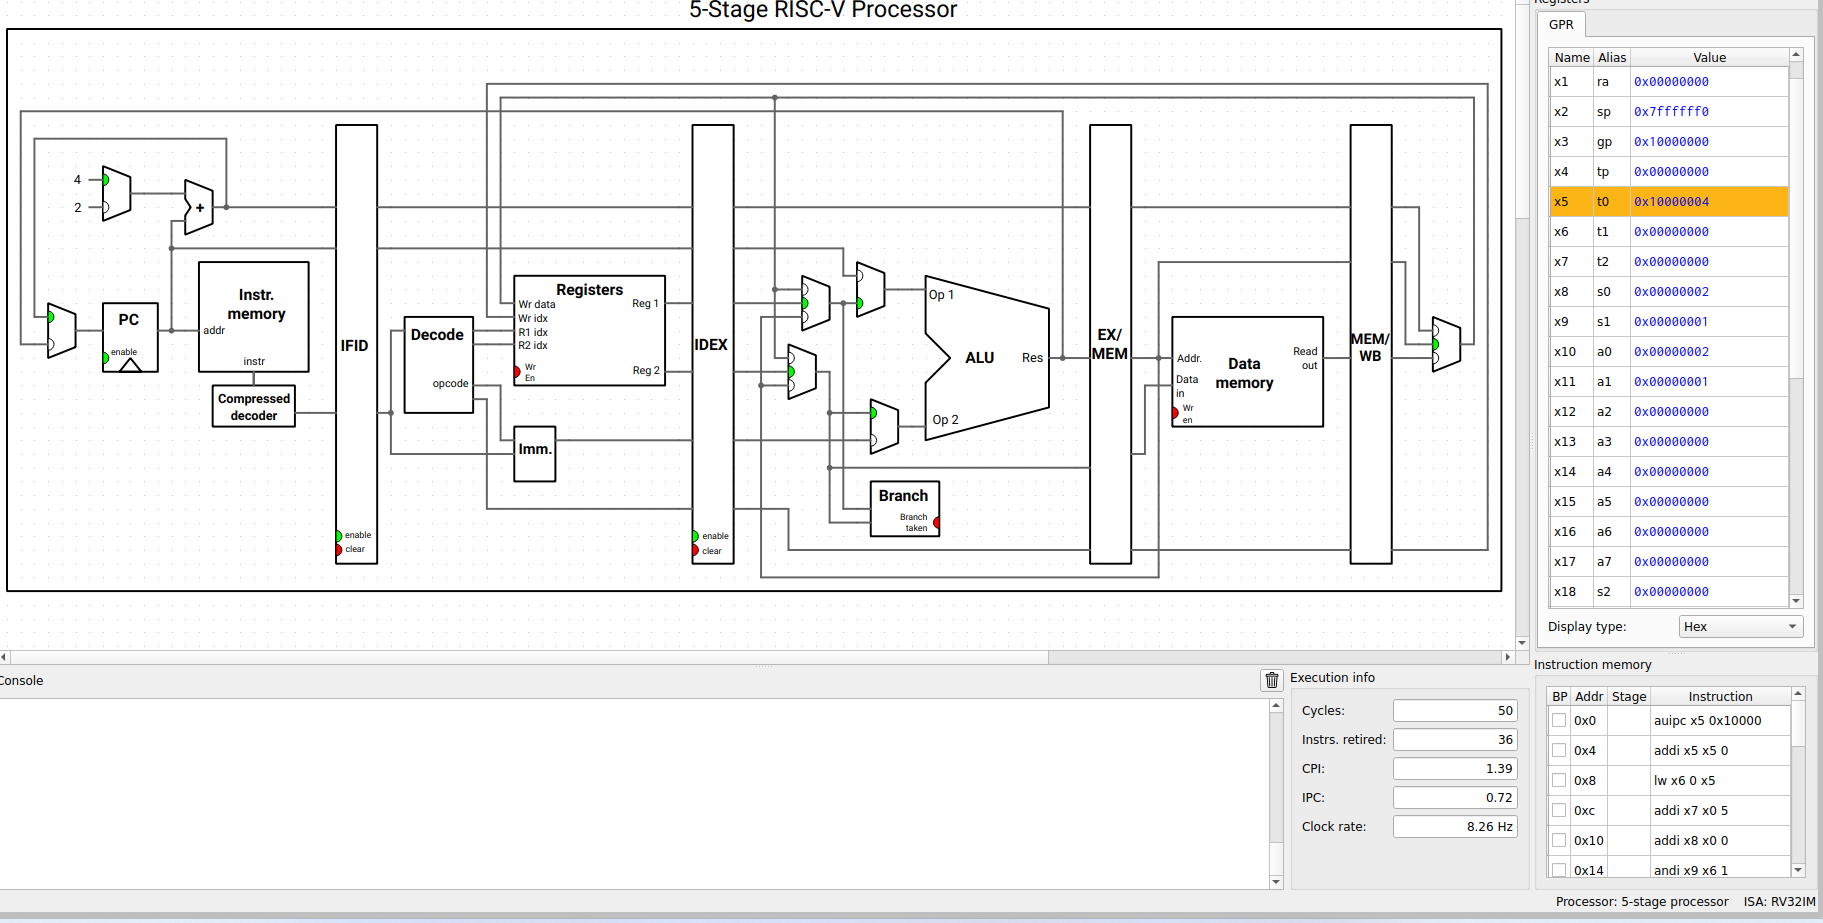 5-Stage RISC-V Processor
4
2
+
PC
enable
Instr.
memory
addr
instr
Compressed
decoder
IFID
enable
clear
Decode
opcode
Registers
Wr data
Wr idx
R1 idx
R2 idx
Wr
En
Reg 1
Reg 2
Imm.
IDEX
enable
clear
Op 1
ALU
Res
Op 2
Branch
Branch
taken
EX/
MEM
Addr.
Data
in
Wr
en
Data
memory
Read
out
MEM/
WB
Registers
GPR
Name Alias Value
x1 ra 0x00000000
x2 sp 0x7ffffff0
x3 gp 0x10000000
x4 tp 0x00000000
x5 t0 0x10000004
x6 t1 0x00000000
x7 t2 0x00000000
x8 s0 0x00000002
x9 s1 0x00000001
x10 a0 0x00000002
x11 a1 0x00000001
x12 a2 0x00000000
x13 a3 0x00000000
x14 a4 0x00000000
x15 a5 0x00000000
x16 a6 0x00000000
x17 a7 0x00000000
x18 s2 0x00000000
Display type: Hex
Console
Execution info
Cycles: 50
Instrs. retired: 36
CPI: 1.39
IPC: 0.72
Clock rate: 8.26 Hz
Instruction memory
BP Addr Stage Instruction
0x0 auipc x5 0x10000
0x4 addi x5 x5 0
0x8 lw x6 0 x5
0xc addi x7 x0 5
0x10 addi x8 x0 0
0x14 andi x9 x6 1
Processor: 5-stage processor ISA: RV32IM